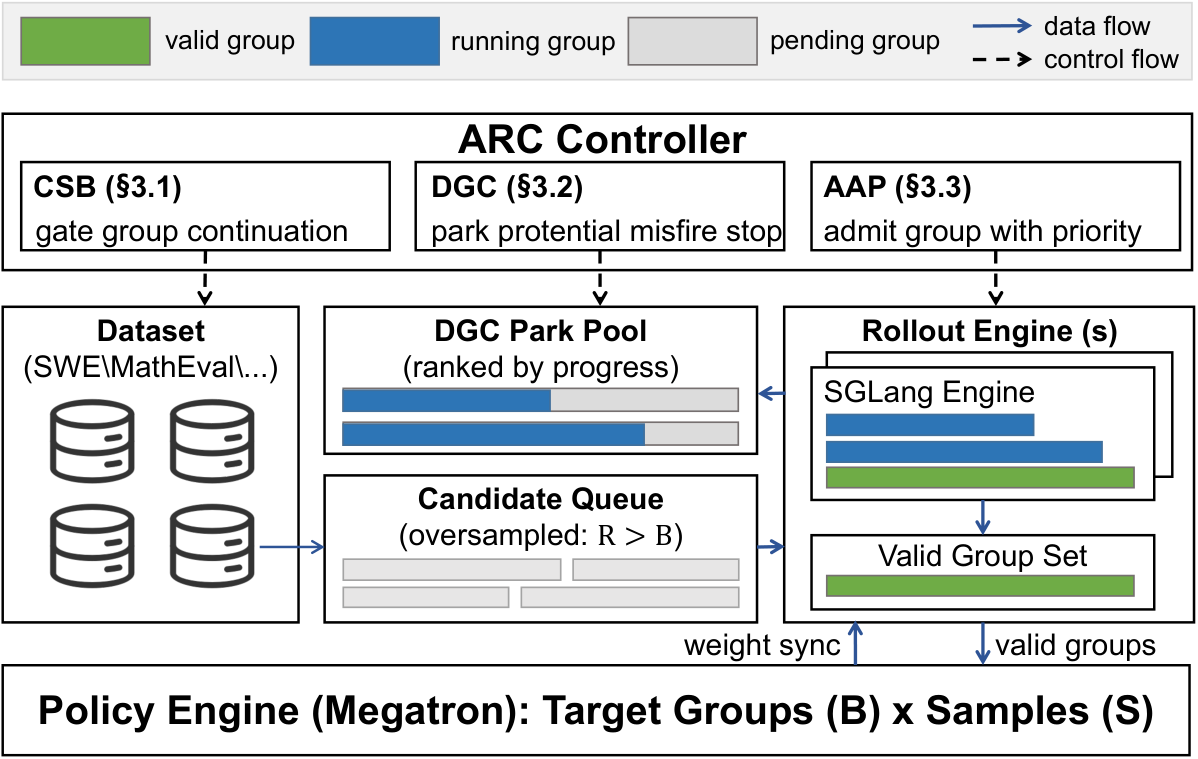 valid group
running group
pending group
data flow
control flow
ARC Controller
CSB (§3.1)
gate group continuation
DGC (§3.2)
park protential misfire stop
AAP (§3.3)
admit group with priority
Dataset
(SWE\MathEval\...)
DGC Park Pool
(ranked by progress)
Candidate Queue
(oversampled: R > B)
Rollout Engine (s)
SGLang Engine
Valid Group Set
weight sync
valid groups
Policy Engine (Megatron): Target Groups (B) x Samples (S)